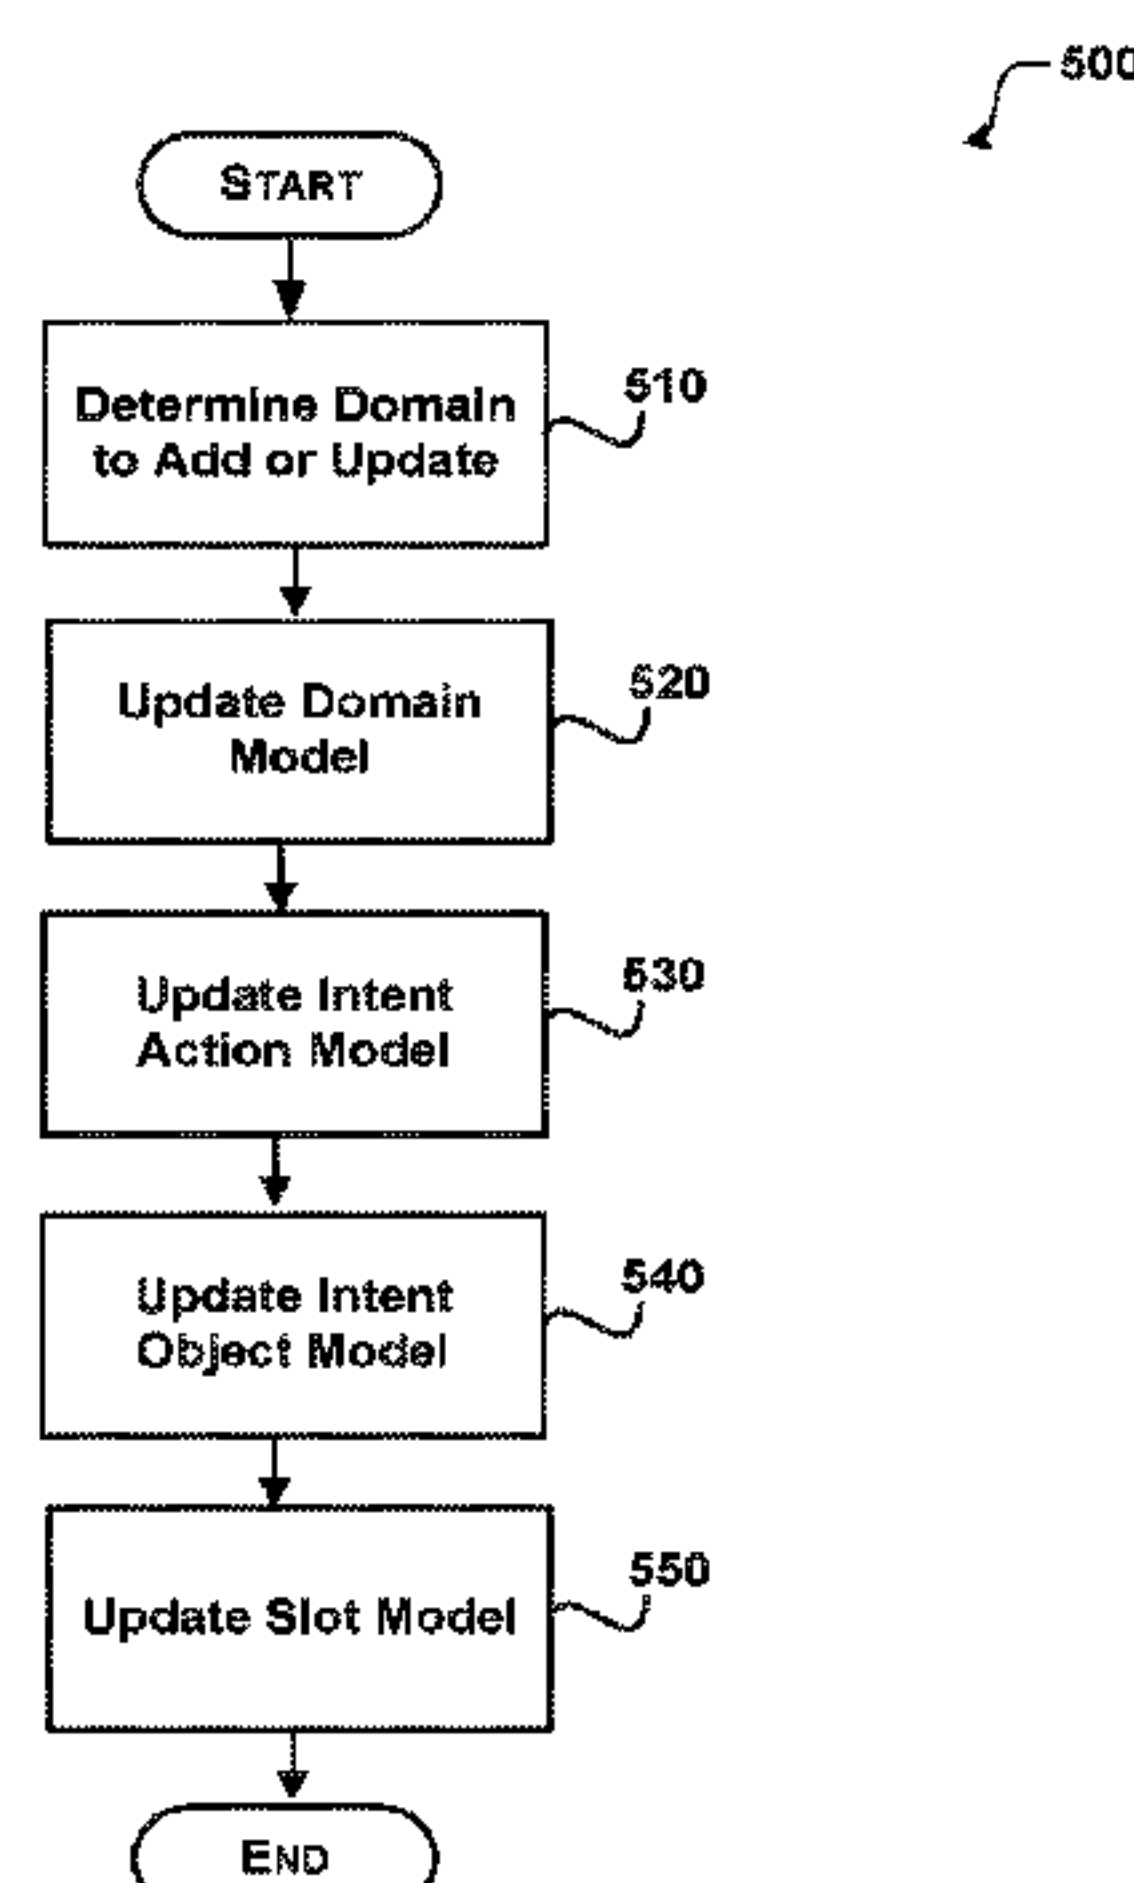 500
START
Determine Domain
to Add or Update
510
Update Domain
Model
520
Update Intent
Action Model
530
Update Intent
Object Model
540
Update Slot Model
550
END